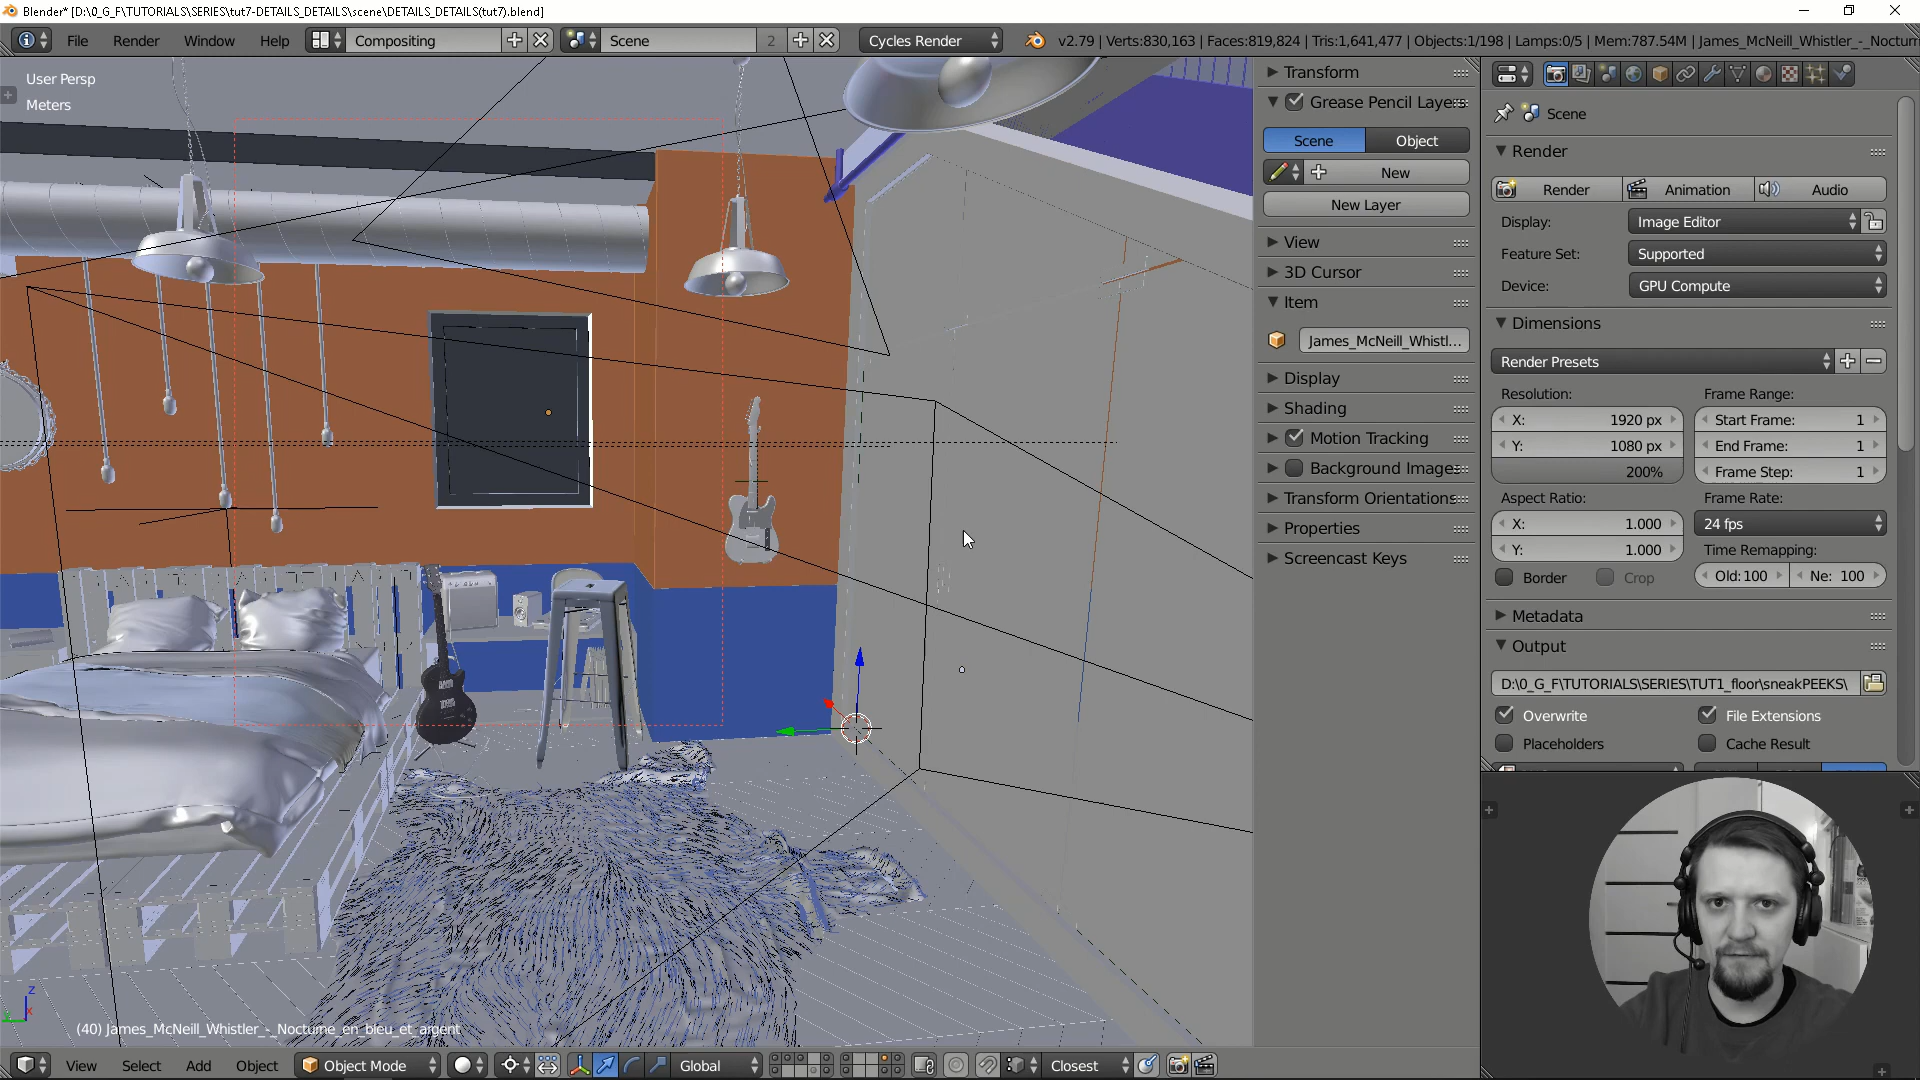 Blender* [D:\0_G_F\TUTORIALS\SERIES\tut7-DETAILS_DETAILS\scene\DETAILS_DETAILS(tut7).blend]
File Render Window Help Compositing Scene 2 Cycles Render v2.79 | Verts:830,163 | Faces:819,824 | Tris:1,641,477 | Objects:1/198 | Lamps:0/5 | Mem:787.54M | James_McNeill_Whistler_-_Nocturn
User Persp
Meters
(40) James_McNeill_Whistler_-_Nocturne_en_bleu_et_argent
Z
X
View Select Add Object Object Mode Global Closest
Transform
Grease Pencil Layers
Scene Object
New
New Layer
View
3D Cursor
Item
James_McNeill_Whistl...
Display
Shading
Motion Tracking
Background Images
Transform Orientations
Properties
Screencast Keys
Scene
Render
Render Animation Audio
Display: Image Editor
Feature Set: Supported
Device: GPU Compute
Dimensions
Render Presets
Resolution: Frame Range:
X: 1920 px Start Frame: 1
Y: 1080 px End Frame: 1
200% Frame Step: 1
Aspect Ratio: Frame Rate:
X: 1.000 24 fps
Y: 1.000 Time Remapping:
Border Crop Old: 100 Ne: 100
Metadata
Output
D:\0_G_F\TUTORIALS\SERIES\TUT1_floor\sneakPEEKS\
Overwrite File Extensions
Placeholders Cache Result